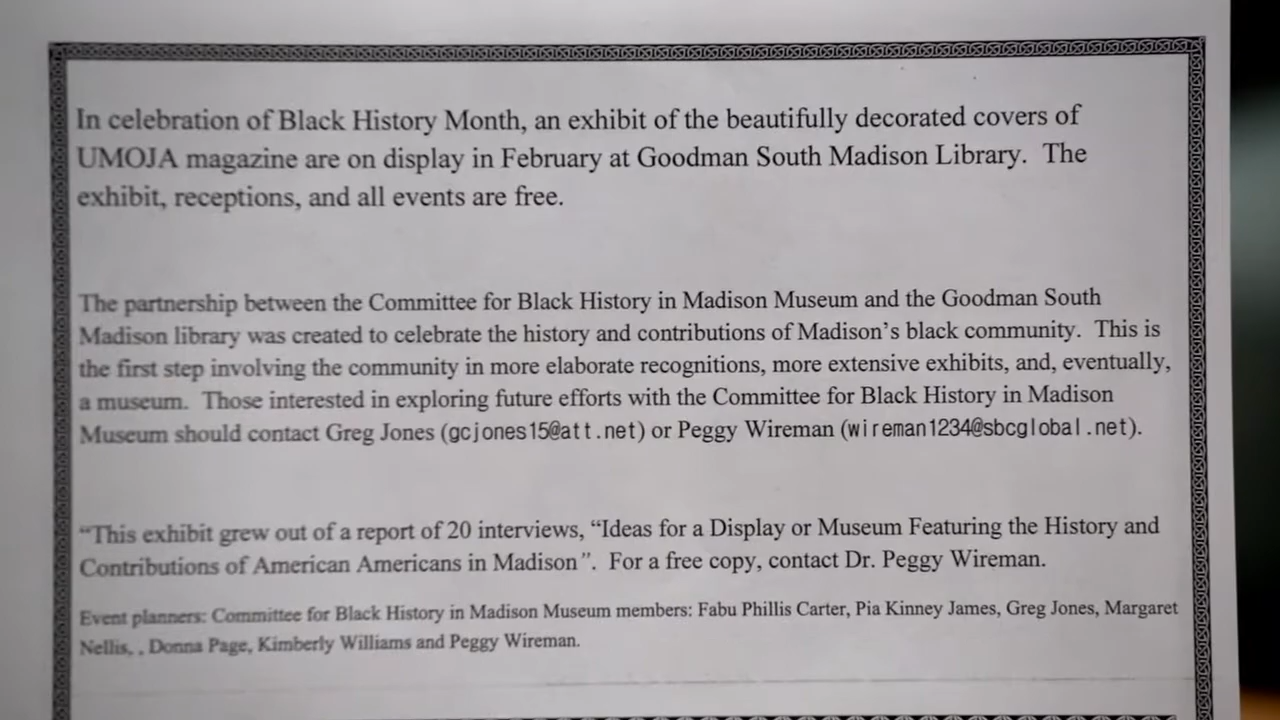 In celebration of Black History Month, an exhibit of the beautifully decorated covers of
UMOJA magazine are on display in February at Goodman South Madison Library. The
exhibit, receptions, and all events are free.
The partnership between the Committee for Black History in Madison Museum and the Goodman South
Madison library was created to celebrate the history and contributions of Madison's black community. This is
the first step involving the community in more elaborate recognitions, more extensive exhibits, and, eventually,
a museum. Those interested in exploring future efforts with the Committee for Black History in Madison
Museum should contact Greg Jones (gcjones15@att.net) or Peggy Wireman (wireman1234@sbcglobal.net).
“This exhibit grew out of a report of 20 interviews, “Ideas for a Display or Museum Featuring the History and
Contributions of American Americans in Madison”. For a free copy, contact Dr. Peggy Wireman.
Event planners: Committee for Black History in Madison Museum members: Fabu Phillis Carter, Pia Kinney James, Greg Jones, Margaret
Nellis, , Donna Page, Kimberly Williams and Peggy Wireman.